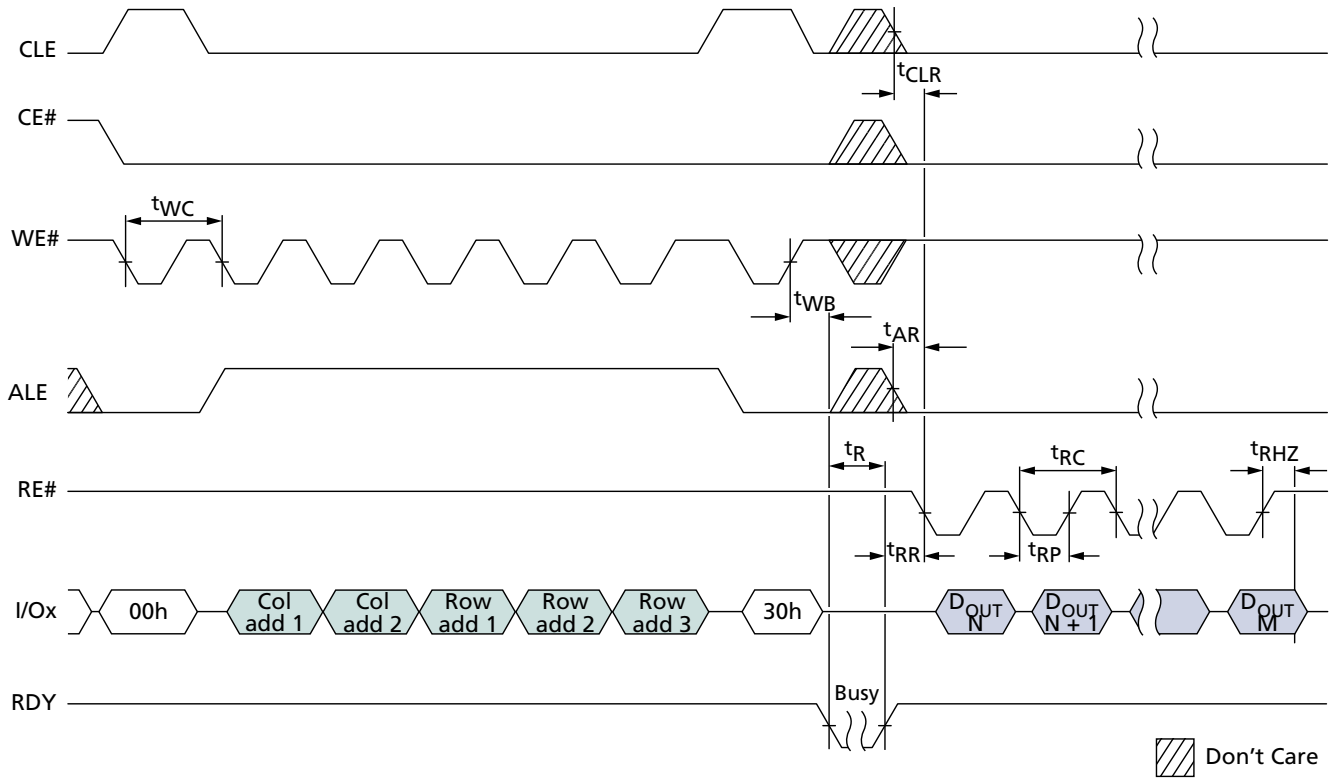 CLE
tCLR
CE#
tWC
WE#
tWB
tAR
ALE
tR
tRC
tRHZ
RE#
tRR
tRP
I/Ox
00h
Col
add 1
Col
add 2
Row
add 1
Row
add 2
Row
add 3
30h
DOUT
N
DOUT
N + 1
DOUT
M
RDY
Busy
Don't Care